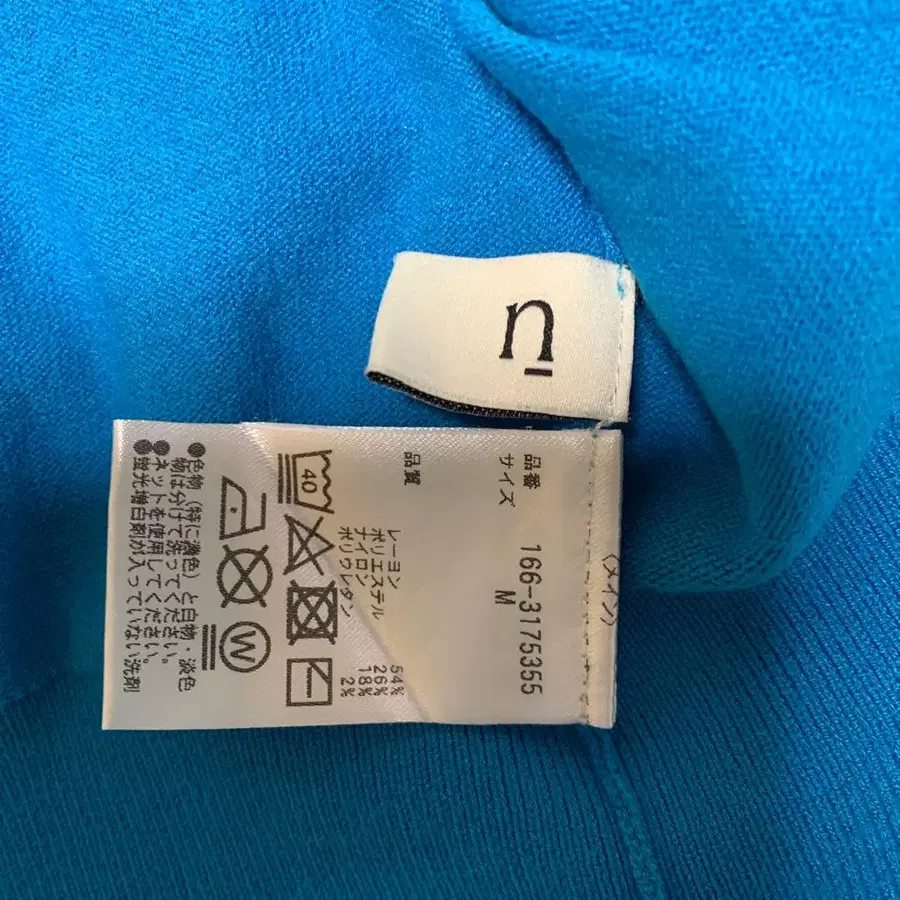 u
(メイン)
品番 166-3175355
サイズ M
品質
レーヨン 54%
ポリエステル 26%
ナイロン 18%
ポリウレタン 2%
40
W
●色物(特に濃色)と白物・淡色
物は分けて洗ってください。
●ネットを使用してください。
●蛍光増白剤が入っていない洗剤